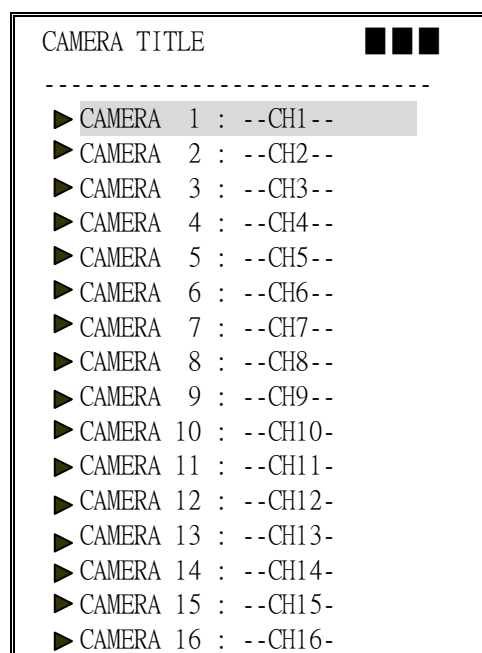 CAMERA TITLE
-----------------------------
CAMERA 1 : --CH1--
CAMERA 2 : --CH2--
CAMERA 3 : --CH3--
CAMERA 4 : --CH4--
CAMERA 5 : --CH5--
CAMERA 6 : --CH6--
CAMERA 7 : --CH7--
CAMERA 8 : --CH8--
CAMERA 9 : --CH9--
CAMERA 10 : --CH10-
CAMERA 11 : --CH11-
CAMERA 12 : --CH12-
CAMERA 13 : --CH13-
CAMERA 14 : --CH14-
CAMERA 15 : --CH15-
CAMERA 16 : --CH16-